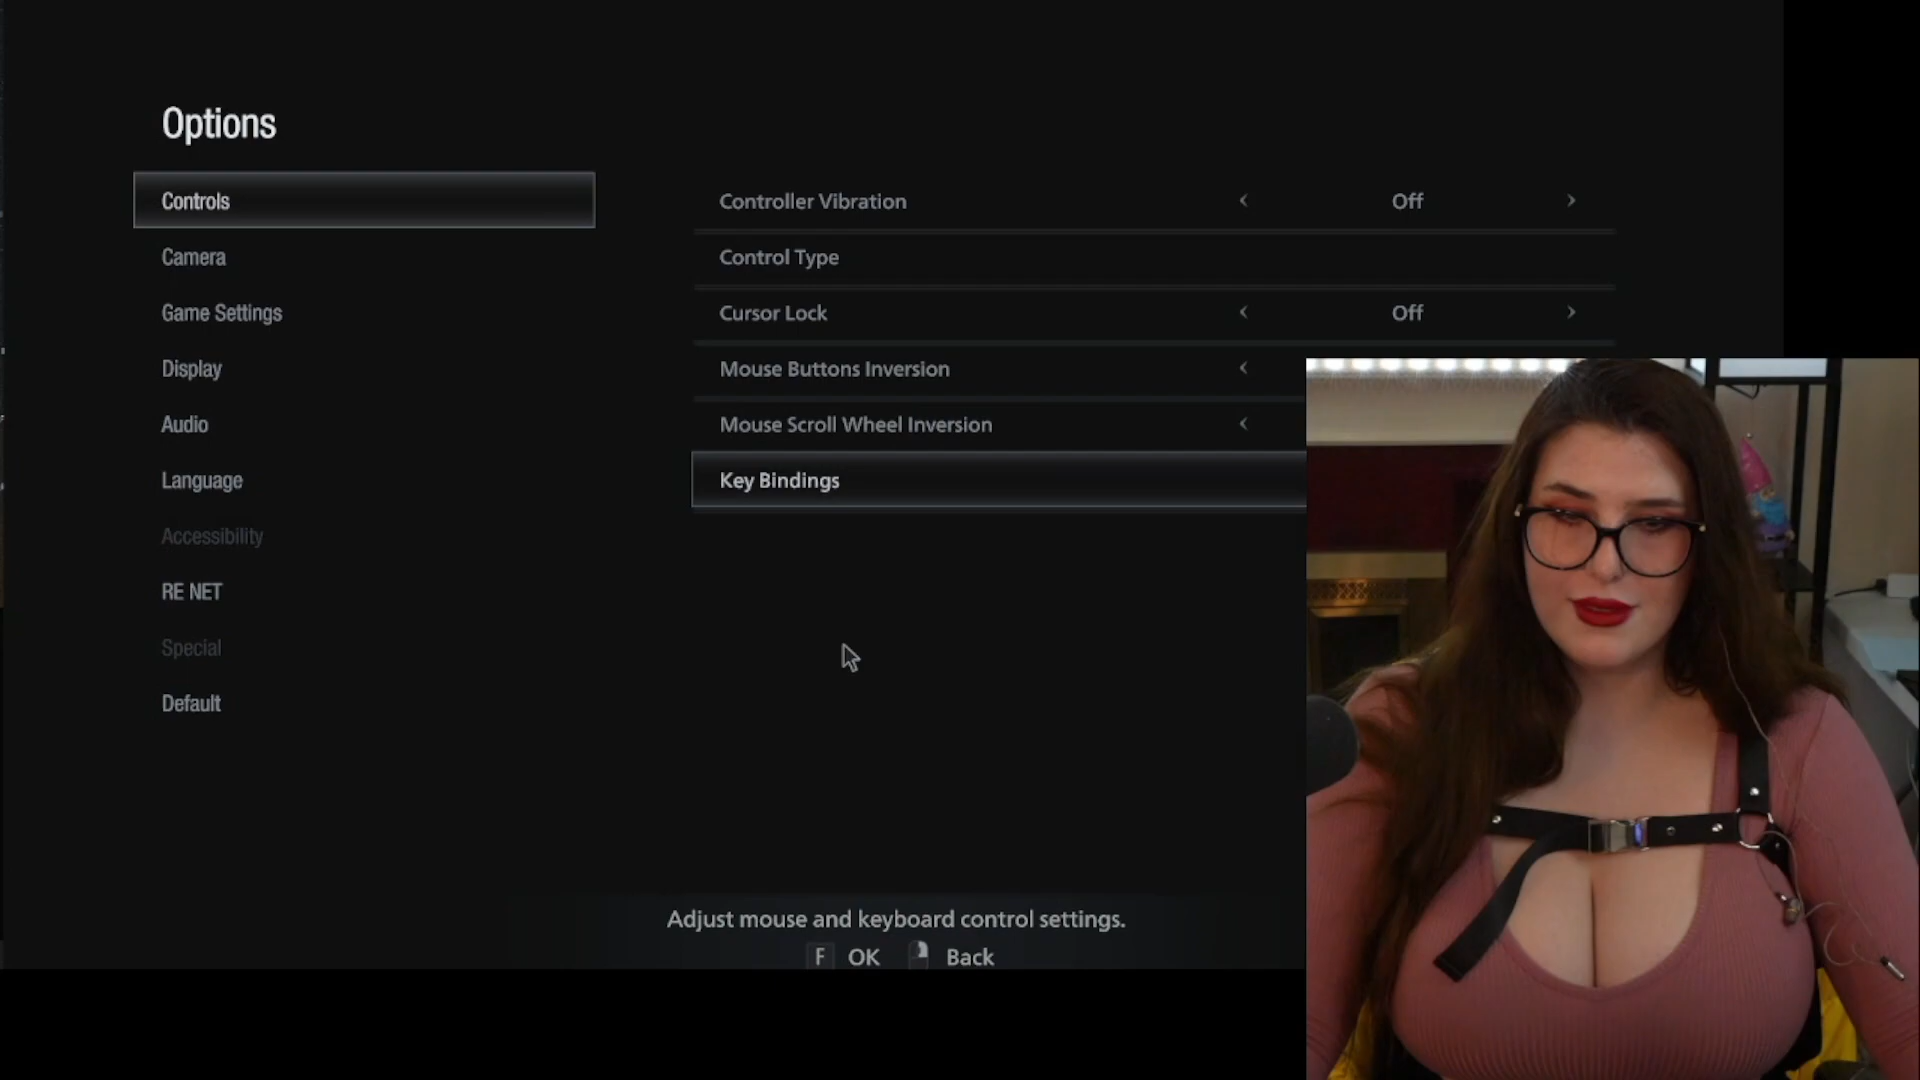 Options
Controls
Camera
Game Settings
Display
Audio
Language
Accessibility
RE NET
Special
Default
Controller Vibration Off
Control Type
Cursor Lock Off
Mouse Buttons Inversion
Mouse Scroll Wheel Inversion
Key Bindings
Adjust mouse and keyboard control settings.
F OK Back